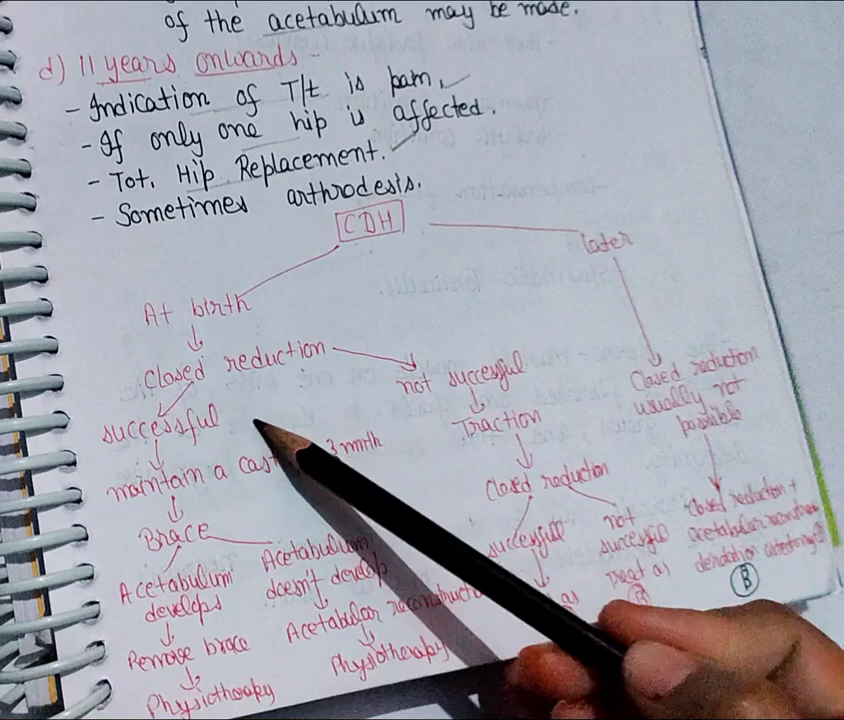 of the acetabulum may be made.
d) 11 years onwards -
- Indication of T/t is pain.
- If only one hip is affected.
- Tot. Hip Replacement.
- Sometimes arthrodesis.
CDH
At birth
later
Closed reduction
not successful
Closed reduction
usually not
possible
successful
Traction
maintain a cast
3 mnth
Closed reduction
Brace
successful
not
successful
treat as
closed reduction +
acetabular
derotation
B
Acetabulum
develops
Acetabulum
doesn't develop
as
Remove brace
Acetabular
Physiotherapy
Physiotherapy